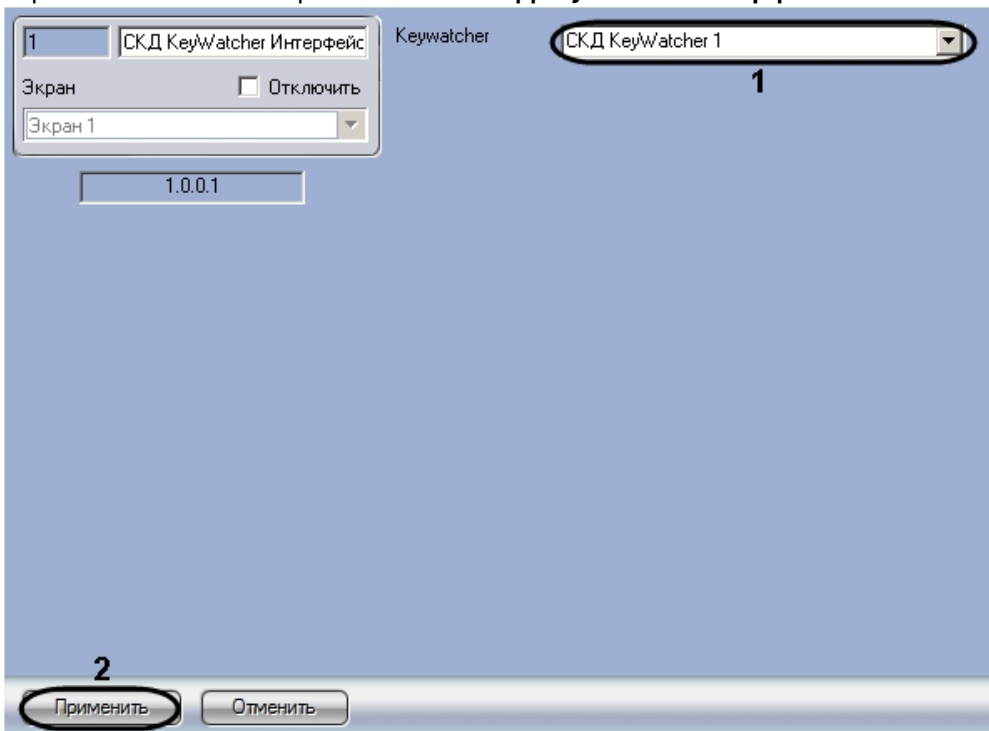 1
СКД KeyWatcher Интерфейс
Keywatcher
СКД KeyWatcher 1
1
Экран
Отключить
Экран 1
1.0.0.1
2
Применить
Отменить